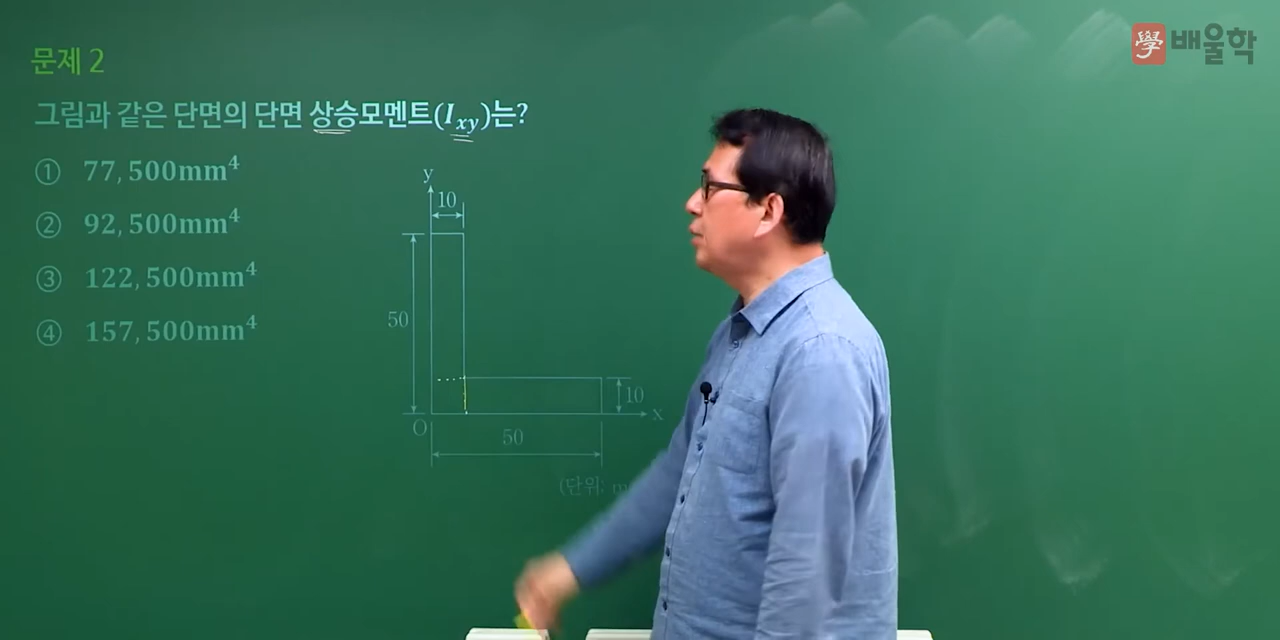 學 배울학
문제 2
그림과 같은 단면의 단면 상승모멘트(I_xy)는?
① 77,500mm⁴
② 92,500mm⁴
③ 122,500mm⁴
④ 157,500mm⁴
y
10
50
10
x
O
50
(단위: